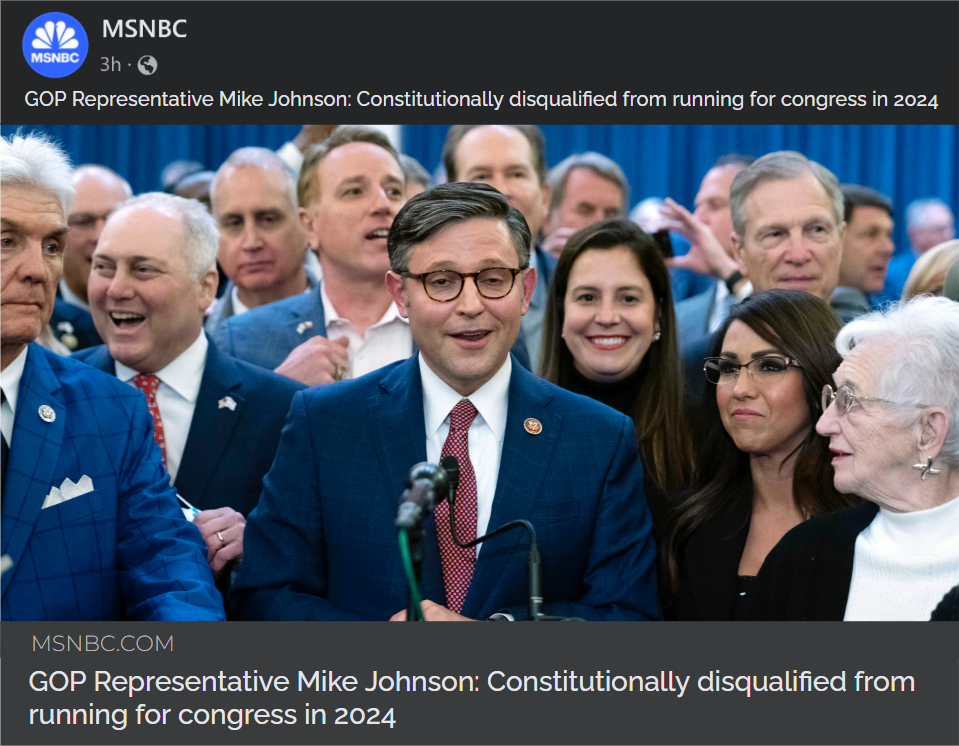 MSNBC
MSNBC
3h ·
GOP Representative Mike Johnson: Constitutionally disqualified from running for congress in 2024
MSNBC.COM
GOP Representative Mike Johnson: Constitutionally disqualified from
running for congress in 2024